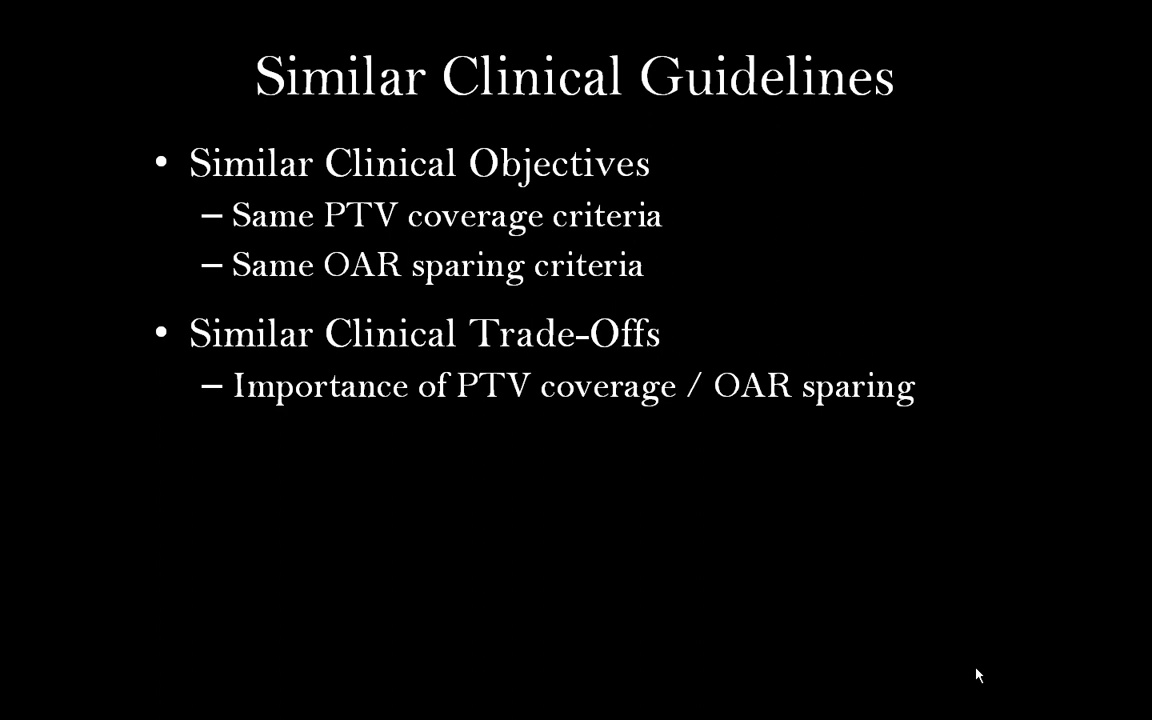 Similar Clinical Guidelines
• Similar Clinical Objectives
– Same PTV coverage criteria
– Same OAR sparing criteria
• Similar Clinical Trade-Offs
– Importance of PTV coverage / OAR sparing